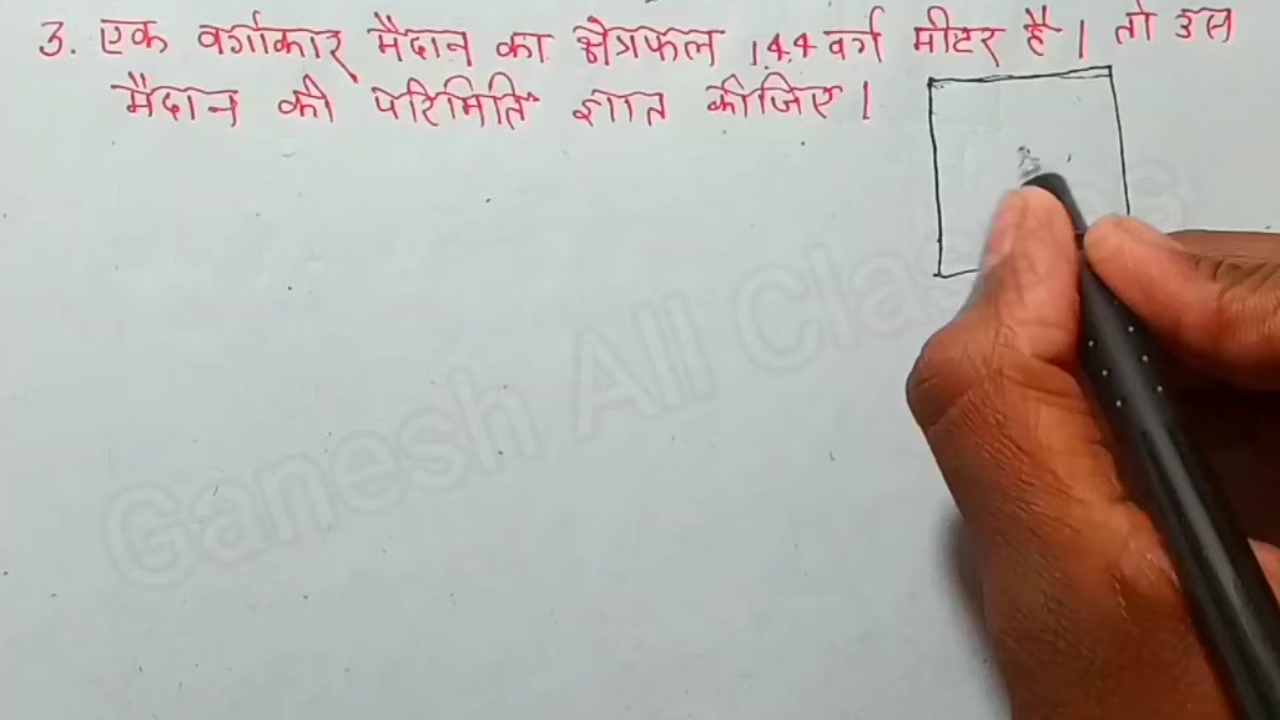 3. एक वर्गाकार मैदान का क्षेत्रफल 144 वर्ग मीटर है। तो उस
मैदान की परिमिति ज्ञात कीजिए।
Ganesh All Classes